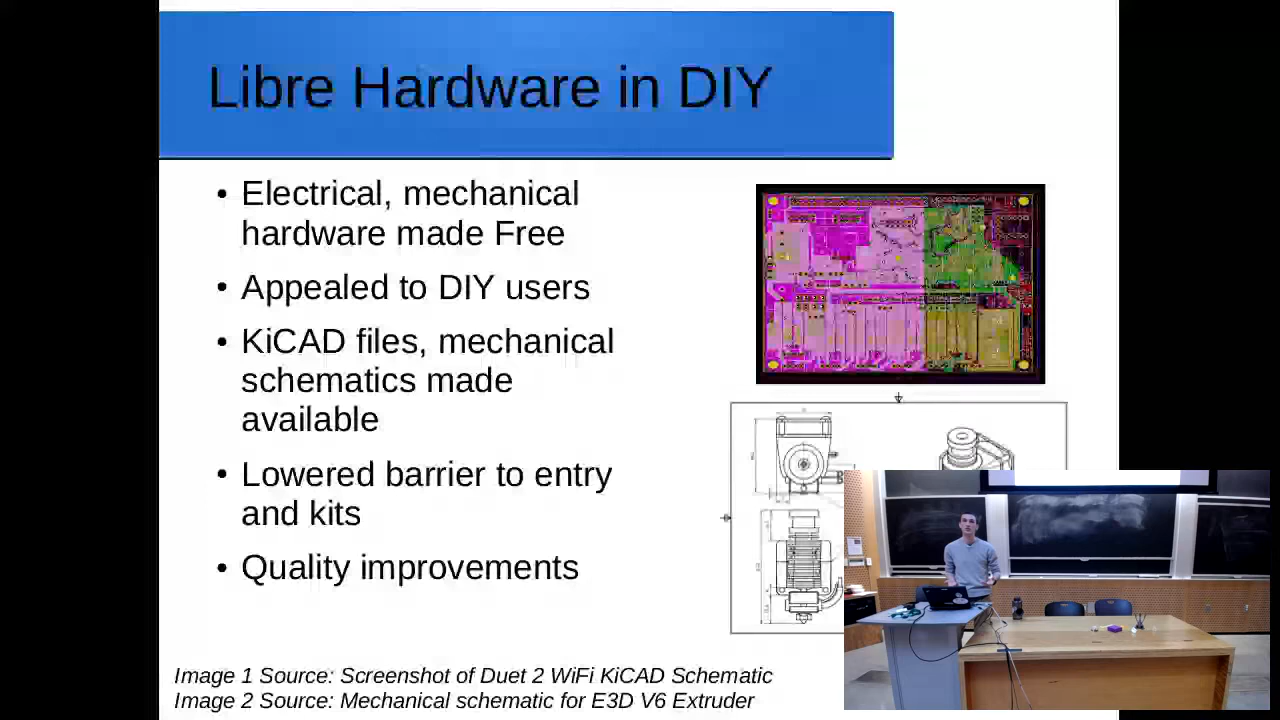 Libre Hardware in DIY
• Electrical, mechanical
hardware made Free
• Appealed to DIY users
• KiCAD files, mechanical
schematics made
available
• Lowered barrier to entry
and kits
• Quality improvements
Image 1 Source: Screenshot of Duet 2 WiFi KiCAD Schematic
Image 2 Source: Mechanical schematic for E3D V6 Extruder